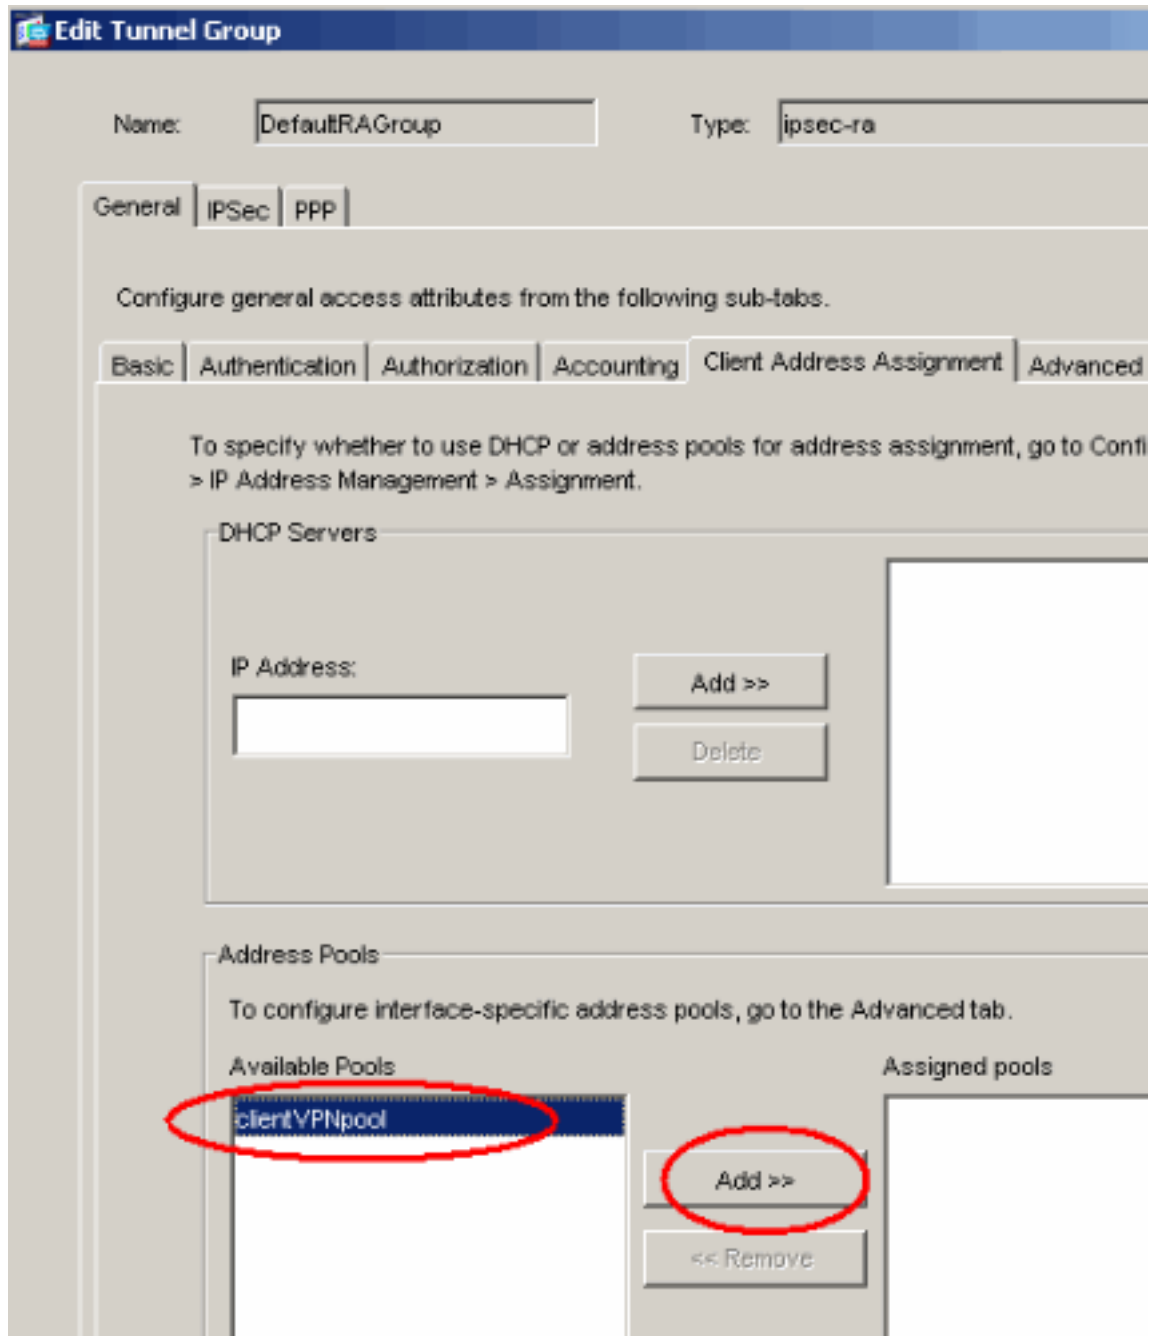 Edit Tunnel Group
Name: DefaultRAGroup Type: ipsec-ra
General IPSec PPP
Configure general access attributes from the following sub-tabs.
Basic Authentication Authorization Accounting Client Address Assignment Advanced
To specify whether to use DHCP or address pools for address assignment, go to Confi
> IP Address Management > Assignment.
DHCP Servers
IP Address:
Add >>
Delete
Address Pools
To configure interface-specific address pools, go to the Advanced tab.
Available Pools Assigned pools
clientVPNpool
Add >>
<< Remove